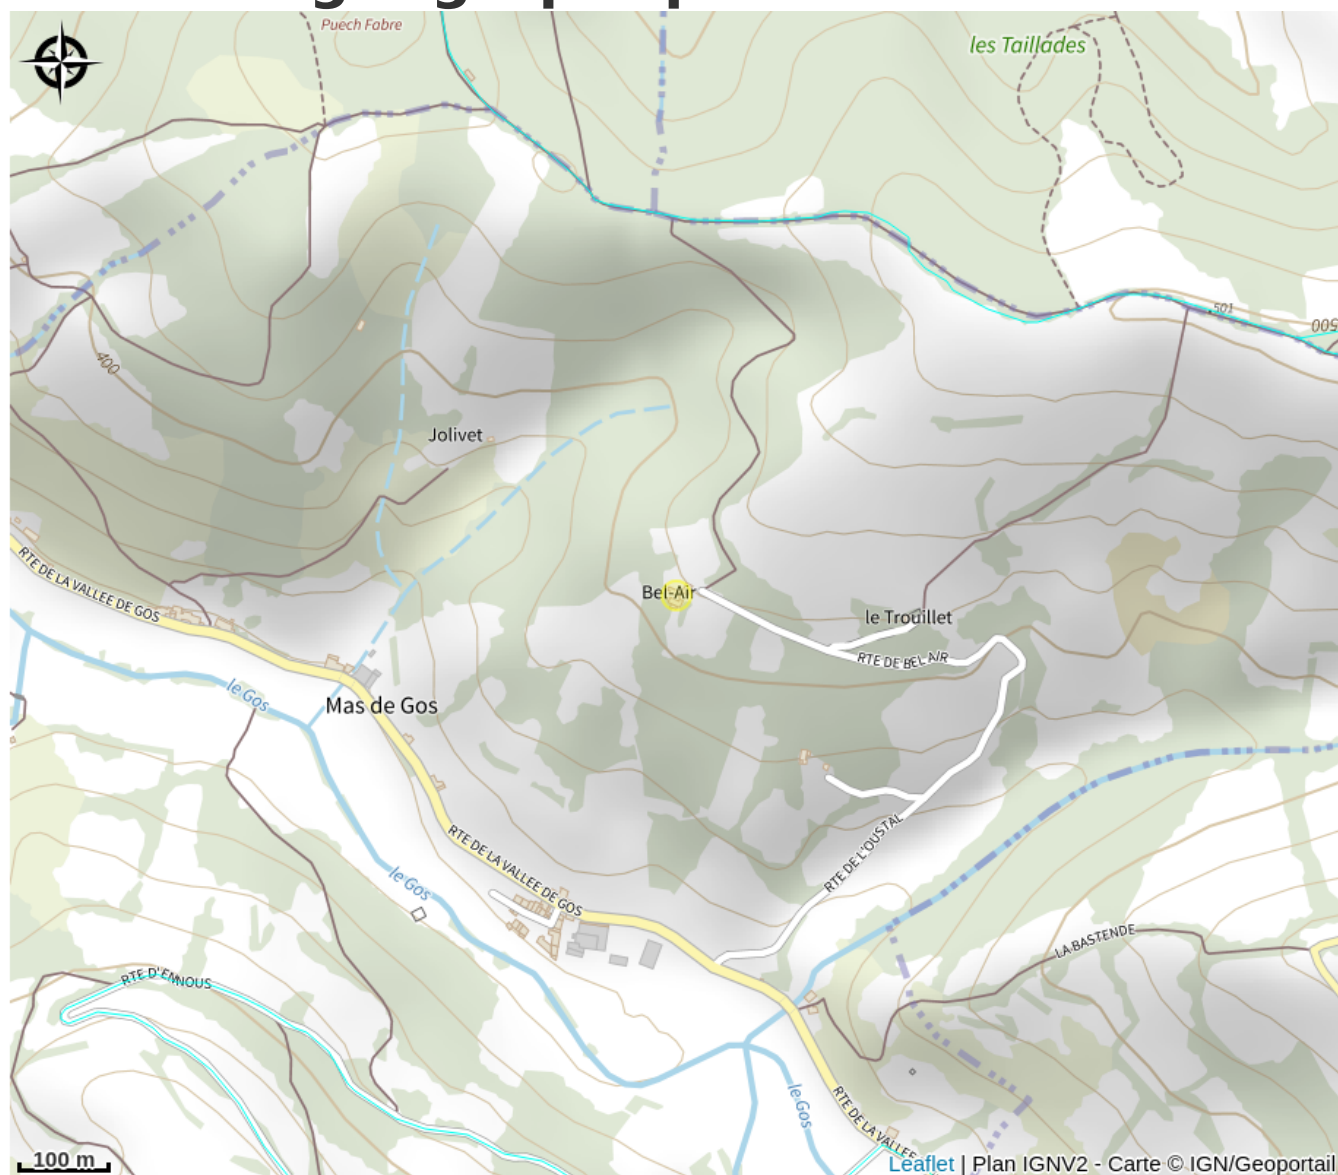 Puech Fabre
les Taillades
501
500
400
Jolivet
RTE DE LA VALLEE DE GOS
Bel-Air
le Trouillet
RTE DE BEL AIR
le Gos
Mas de Gos
RTE DE LA VALLEE DE GOS
RTE DE L'OUSTAL
le Gos
LA BASTENDE
RTE D'ENNOUS
le Gos
RTE DE LA VALLEE
100 m
Leaflet | Plan IGNV2 - Carte © IGN/Geoportail